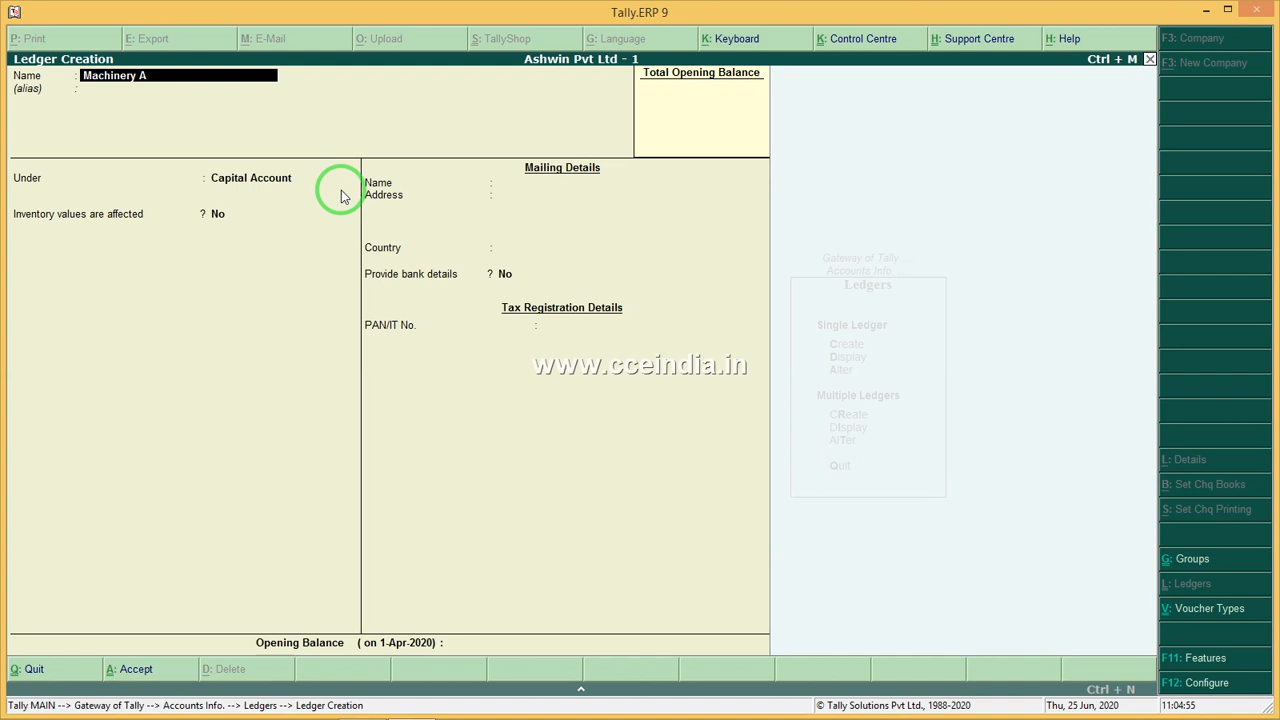 Tally.ERP 9
P: Print
E: Export
M: E-Mail
O: Upload
S: TallyShop
G: Language
K: Keyboard
K: Control Centre
H: Support Centre
H: Help
Ledger Creation
Ashwin Pvt Ltd - 1
Ctrl + M
Name : Machinery A
(alias) :
Total Opening Balance
Under : Capital Account
Inventory values are affected ? No
Mailing Details
Name :
Address :
Country :
Provide bank details ? No
Tax Registration Details
PAN/IT No. :
www.cceindia.in
Gateway of Tally ...
Accounts Info.
Ledgers
Single Ledger
Create
Display
Alter
Multiple Ledgers
CReate
DIsplay
AlTer
Quit
Opening Balance ( on 1-Apr-2020) :
F3: Company
F3: New Company
L: Details
B: Set Chq Books
S: Set Chq Printing
G: Groups
L: Ledgers
V: Voucher Types
F11: Features
F12: Configure
Q: Quit
A: Accept
D: Delete
Ctrl + N
Tally MAIN --> Gateway of Tally --> Accounts Info. --> Ledgers --> Ledger Creation
© Tally Solutions Pvt Ltd., 1988-2020
Thu, 25 Jun, 2020
11:04:55